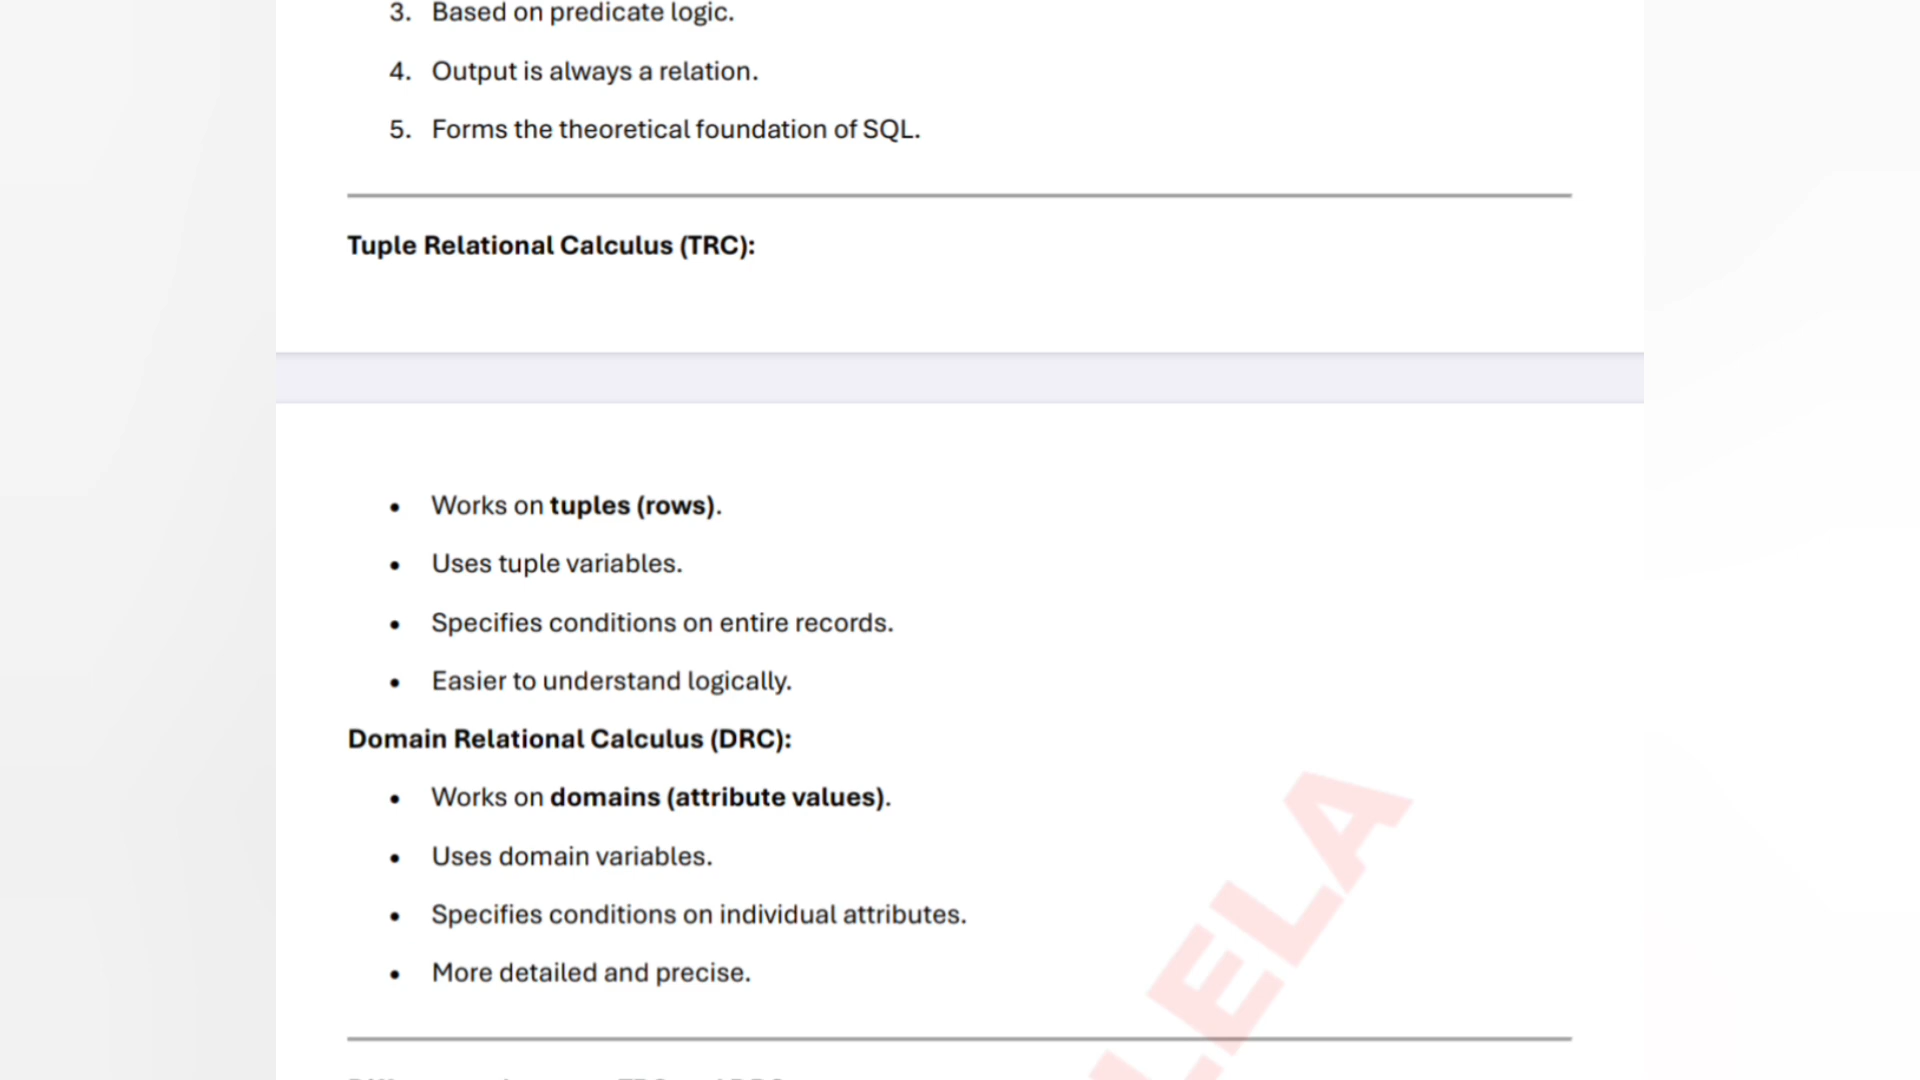 3. Based on predicate logic.
4. Output is always a relation.
5. Forms the theoretical foundation of SQL.
Tuple Relational Calculus (TRC):
• Works on tuples (rows).
• Uses tuple variables.
• Specifies conditions on entire records.
• Easier to understand logically.
Domain Relational Calculus (DRC):
• Works on domains (attribute values).
• Uses domain variables.
• Specifies conditions on individual attributes.
• More detailed and precise.
LELA